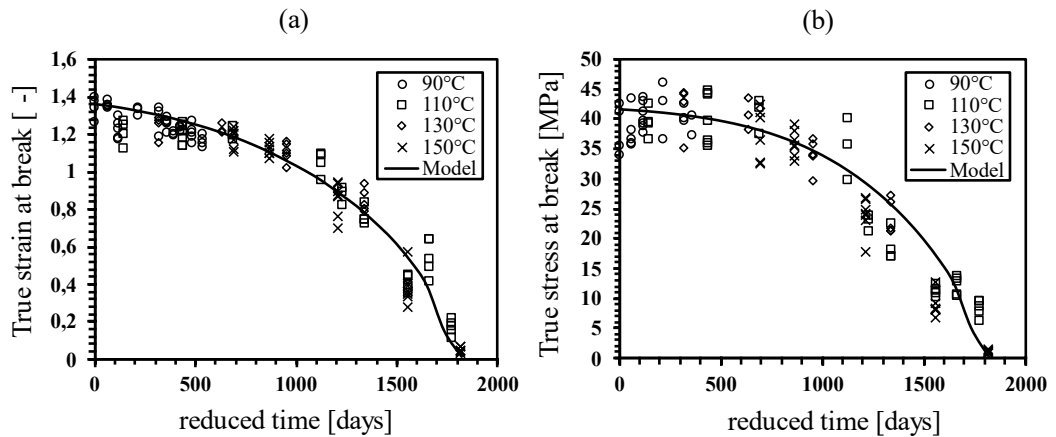 (a)
(b)
1,6
1,4
1,2
1
0,8
0,6
0,4
0,2
0
0
500
1000
1500
2000
True strain at break [ -]
reduced time [days]
90°C
110°C
130°C
150°C
Model
50
45
40
35
30
25
20
15
10
5
0
0
500
1000
1500
2000
True stress at break [MPa]
reduced time [days]
90°C
110°C
130°C
150°C
Model